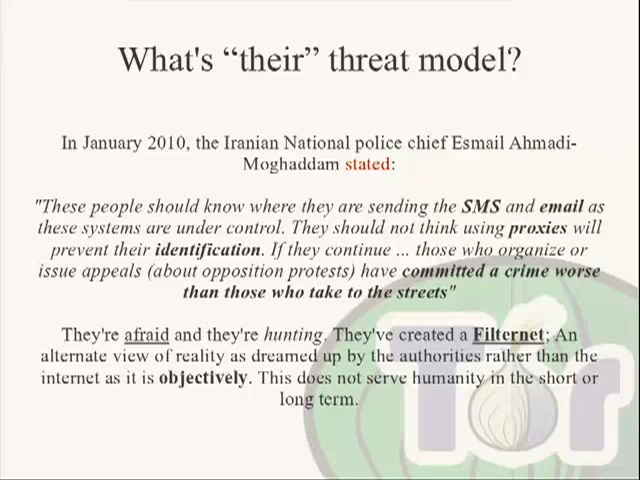 What's “their” threat model?
In January 2010, the Iranian National police chief Esmail Ahmadi-
Moghaddam stated:
"These people should know where they are sending the SMS and email as
these systems are under control. They should not think using proxies will
prevent their identification. If they continue ... those who organize or
issue appeals (about opposition protests) have committed a crime worse
than those who take to the streets"
They're afraid and they're hunting. They've created a Filternet; An
alternate view of reality as dreamed up by the authorities rather than the
internet as it is objectively. This does not serve humanity in the short or
long term.
Tor